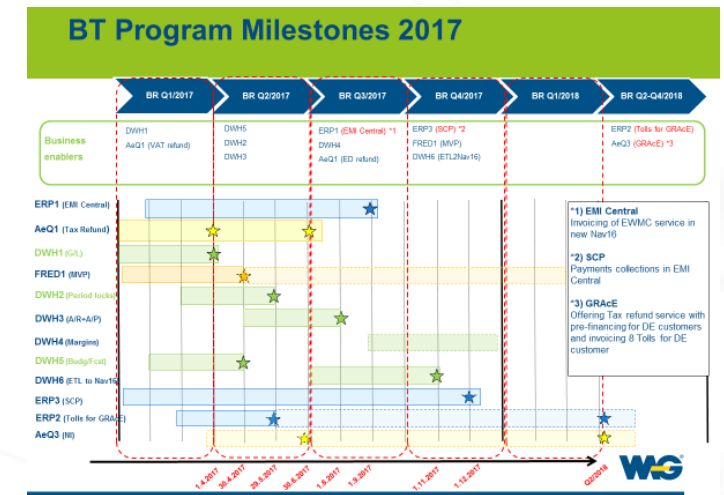 BT Program Milestones 2017
BR Q1/2017
BR Q2/2017
BR Q3/2017
BR Q4/2017
BR Q1/2018
BR Q2-Q4/2018
Business
enablers
DWH1
AeQ1 (VAT refund)
DWH5
DWH2
DWH3
ERP1 (EMI Central) *1
DWH4
AeQ1 (ED refund)
ERP3 (SCP) *2
FRED1 (MVP)
DWH6 (ETL2Nav16)
ERP2 (Tolls for GRAcE)
AeQ3 (GRAcE) *3
ERP1 (EMI Central)
AeQ1 (Tax Refund)
DWH1 (G/L)
FRED1 (MVP)
DWH2 (Period locks)
DWH3 (A/R+A/P)
DWH4 (Margins)
DWH5 (Budg/Fcst)
DWH6 (ETL to Nav16)
ERP3 (SCP)
ERP2 (Tolls for GRAcE)
AeQ3 (NI)
*1) EMI Central
Invoicing of EWMC service in
new Nav16
*2) SCP
Payments collections in EMI
Central
*3) GRAcE
Offering Tax refund service with
pre-financing for DE customers
and invoicing 8 Tolls for DE
customer
1.4.2017
30.4.2017
29.5.2017
30.6.2017
1.8.2017
1.9.2017
1.11.2017
1.12.2017
Q2/2018
WAG